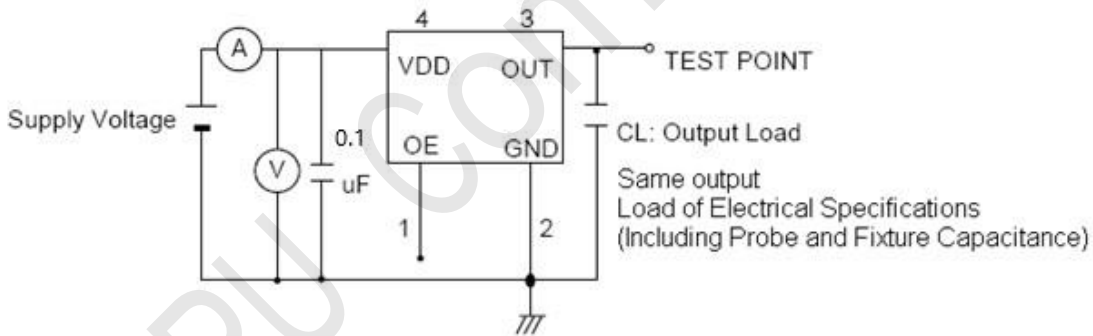 4 3
A
VDD OUT
TEST POINT
Supply Voltage
0.1
uF
V
OE GND
CL: Output Load
Same output
Load of Electrical Specifications
(Including Probe and Fixture Capacitance)
1 2